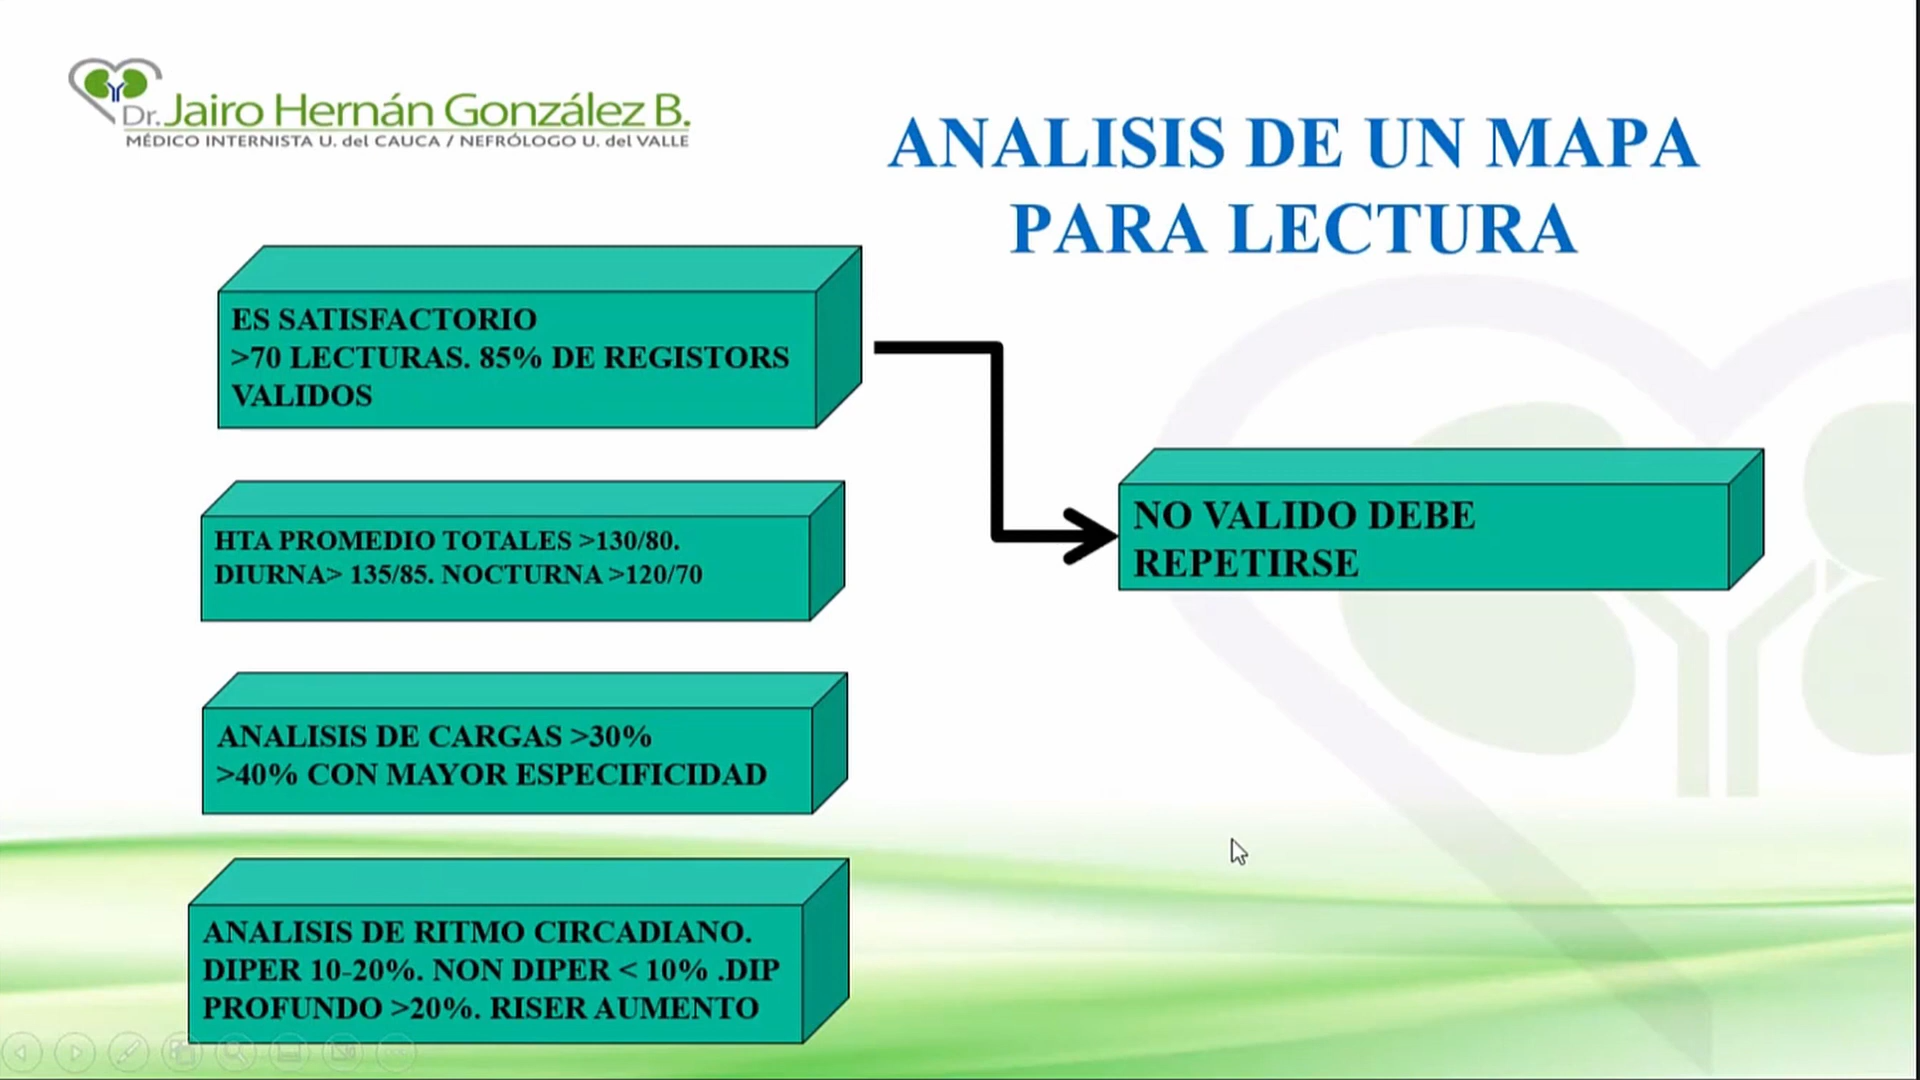 Dr. Jairo Hernán González B.
MÉDICO INTERNISTA U. del CAUCA / NEFRÓLOGO U. del VALLE
ANALISIS DE UN MAPA
PARA LECTURA
ES SATISFACTORIO
>70 LECTURAS. 85% DE REGISTORS
VALIDOS
NO VALIDO DEBE
REPETIRSE
HTA PROMEDIO TOTALES >130/80.
DIURNA> 135/85. NOCTURNA >120/70
ANALISIS DE CARGAS >30%
>40% CON MAYOR ESPECIFICIDAD
ANALISIS DE RITMO CIRCADIANO.
DIPER 10-20%. NON DIPER < 10% .DIP
PROFUNDO >20%. RISER AUMENTO